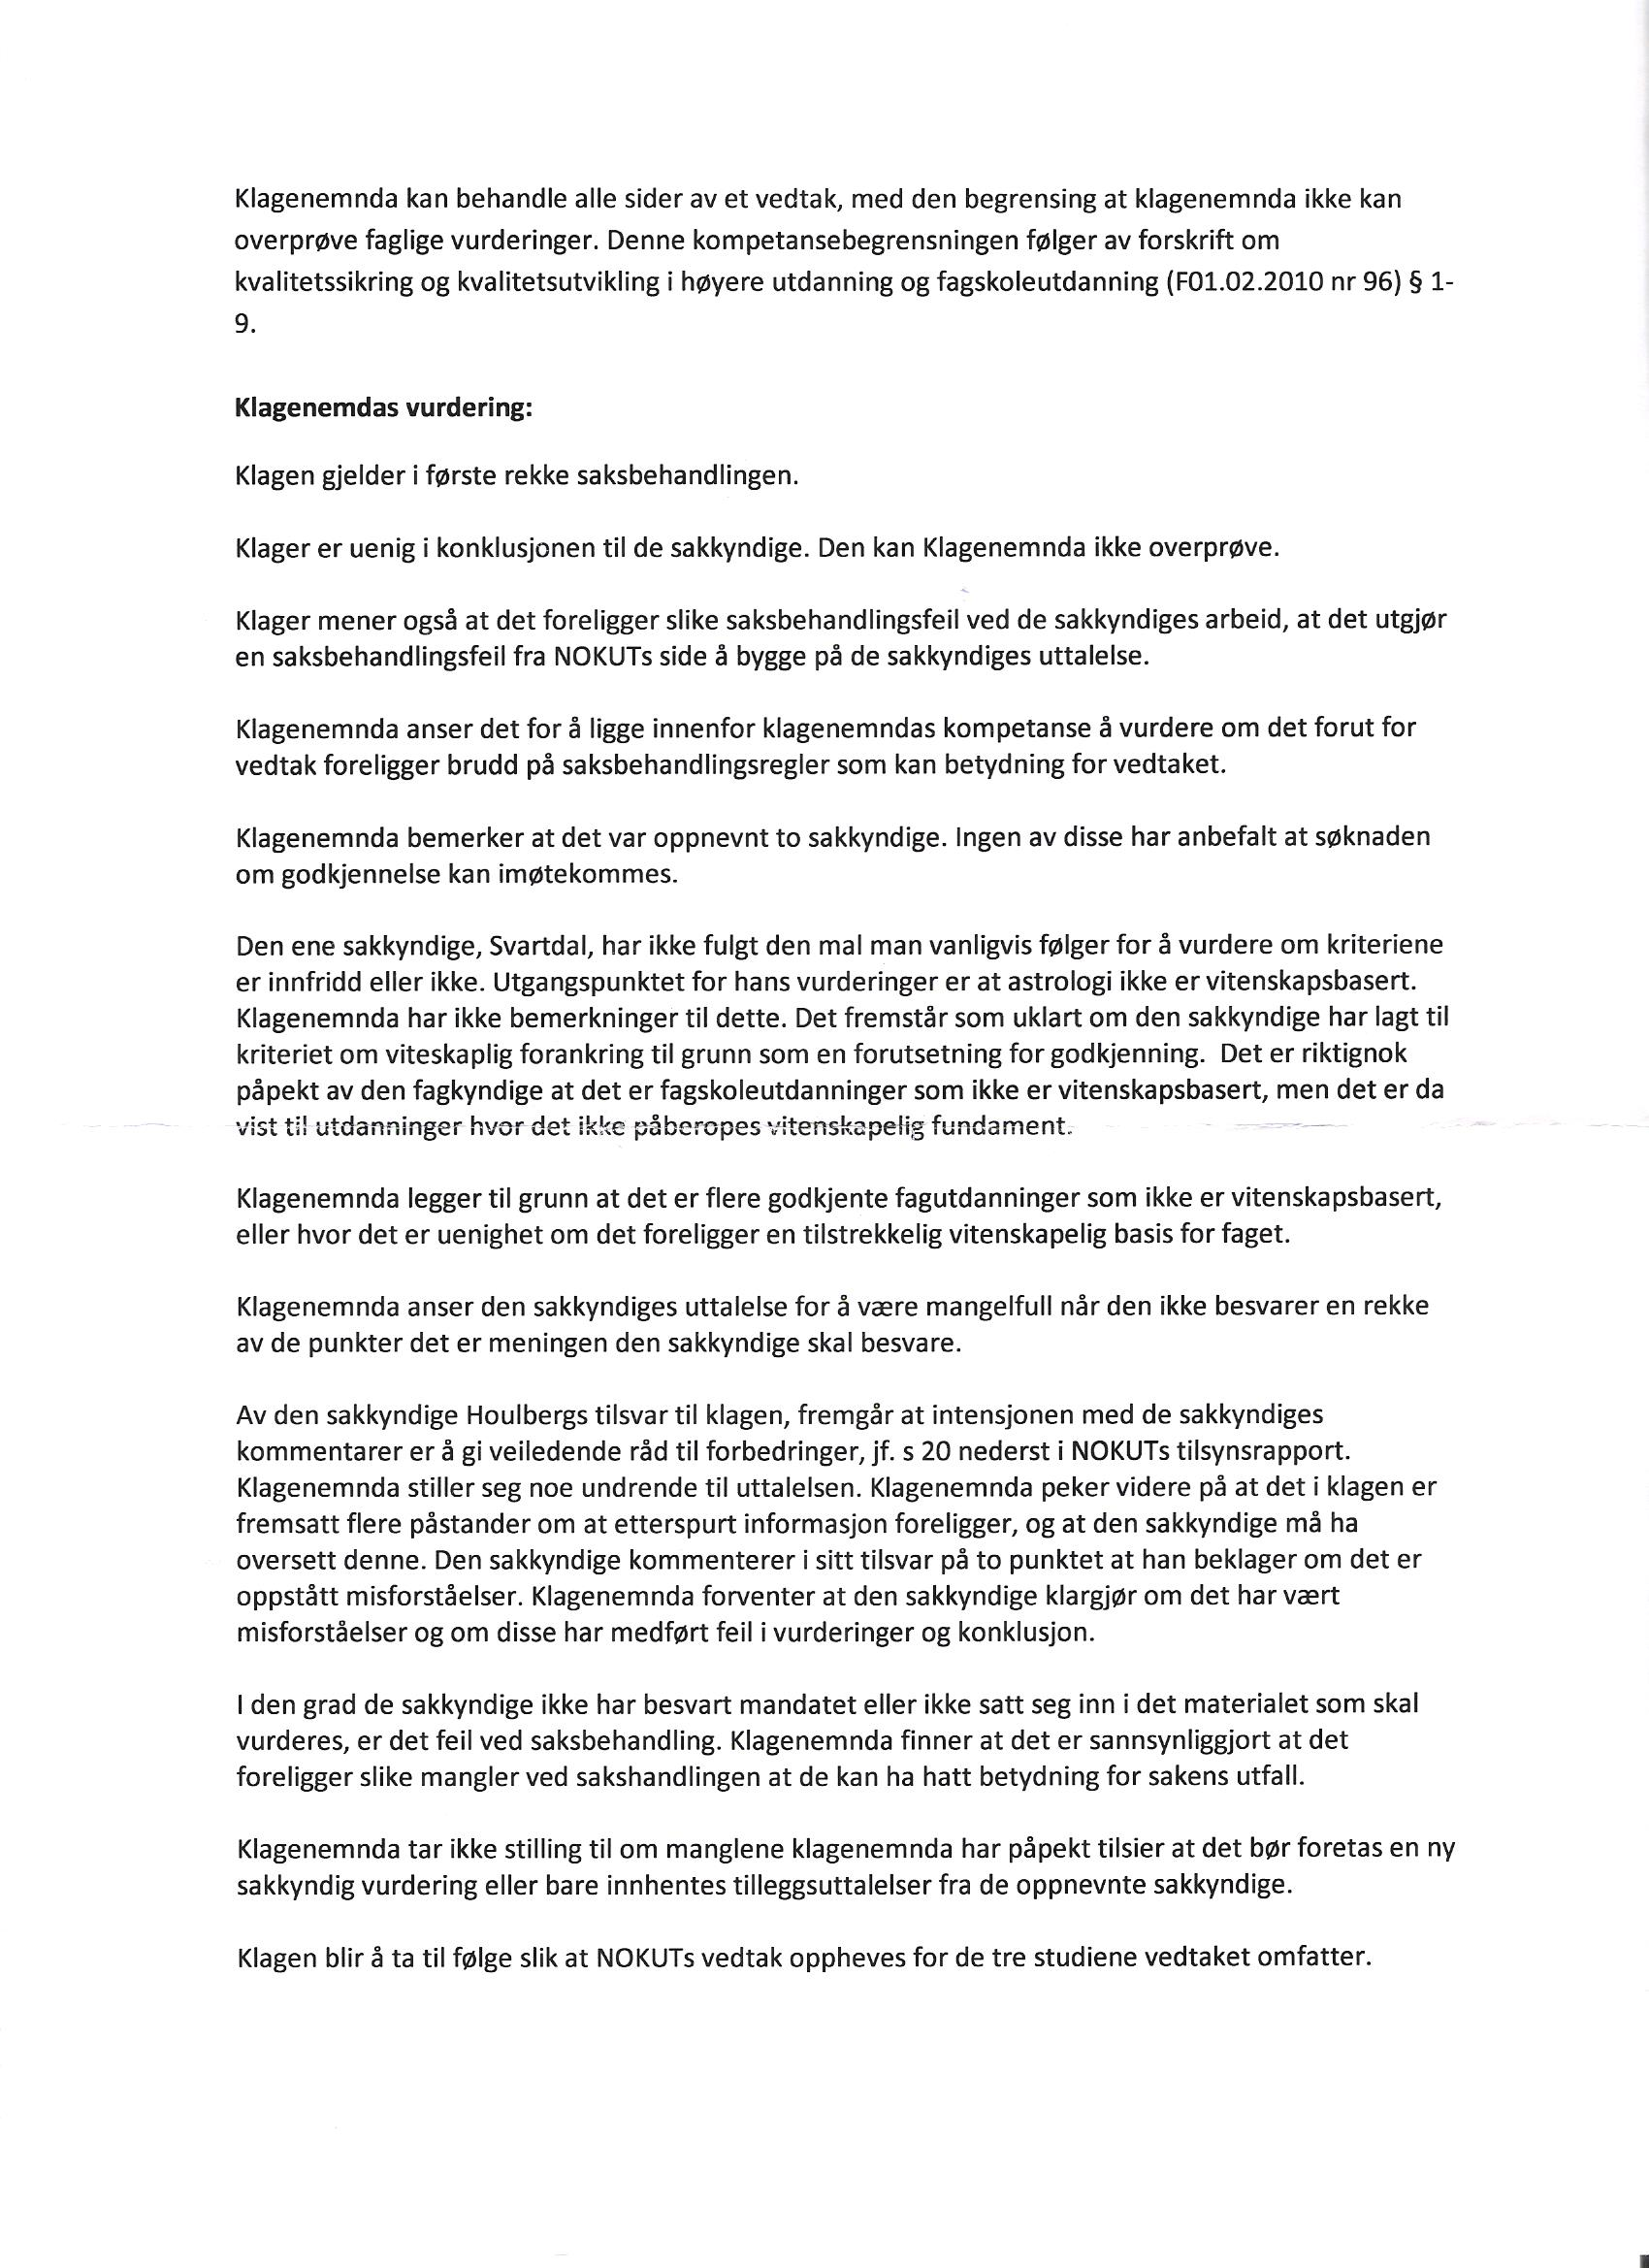 Klagenemnda kan behandle alle sider av et vedtak, med den begrensing at klagenemnda ikke kan
overprøve faglige vurderinger. Denne kompetansebegrensningen følger av forskrift om
kvalitetssikring og kvalitetsutvikling i høyere utdanning og fagskoleutdanning (F01.02.2010 nr 96) § 1-
9.
Klagenemdas vurdering:
Klagen gjelder i første rekke saksbehandlingen.
Klager er uenig i konklusjonen til de sakkyndige. Den kan Klagenemnda ikke overprøve.
Klager mener også at det foreligger slike saksbehandlingsfeil ved de sakkyndiges arbeid, at det utgjør
en saksbehandlingsfeil fra NOKUTs side å bygge på de sakkyndiges uttalelse.
Klagenemnda anser det for å ligge innenfor klagenemndas kompetanse å vurdere om det forut for
vedtak foreligger brudd på saksbehandlingsregler som kan betydning for vedtaket.
Klagenemnda bemerker at det var oppnevnt to sakkyndige. Ingen av disse har anbefalt at søknaden
om godkjennelse kan imøtekommes.
Den ene sakkyndige, Svartdal, har ikke fulgt den mal man vanligvis følger for å vurdere om kriteriene
er innfridd eller ikke. Utgangspunktet for hans vurderinger er at astrologi ikke er vitenskapsbasert.
Klagenemnda har ikke bemerkninger til dette. Det fremstår som uklart om den sakkyndige har lagt til
kriteriet om viteskaplig forankring til grunn som en forutsetning for godkjenning.  Det er riktignok
påpekt av den fagkyndige at det er fagskoleutdanninger som ikke er vitenskapsbasert, men det er da
vist til utdanninger hvor det ikke påberopes vitenskapelig fundament.
Klagenemnda legger til grunn at det er flere godkjente fagutdanninger som ikke er vitenskapsbasert,
eller hvor det er uenighet om det foreligger en tilstrekkelig vitenskapelig basis for faget.
Klagenemnda anser den sakkyndiges uttalelse for å være mangelfull når den ikke besvarer en rekke
av de punkter det er meningen den sakkyndige skal besvare.
Av den sakkyndige Houlbergs tilsvar til klagen, fremgår at intensjonen med de sakkyndiges
kommentarer er å gi veiledende råd til forbedringer, jf. s 20 nederst i NOKUTs tilsynsrapport.
Klagenemnda stiller seg noe undrende til uttalelsen. Klagenemnda peker videre på at det i klagen er
fremsatt flere påstander om at etterspurt informasjon foreligger, og at den sakkyndige må ha
oversett denne. Den sakkyndige kommenterer i sitt tilsvar på to punktet at han beklager om det er
oppstått misforståelser. Klagenemnda forventer at den sakkyndige klargjør om det har vært
misforståelser og om disse har medført feil i vurderinger og konklusjon.
I den grad de sakkyndige ikke har besvart mandatet eller ikke satt seg inn i det materialet som skal
vurderes, er det feil ved saksbehandling. Klagenemnda finner at det er sannsynliggjort at det
foreligger slike mangler ved sakshandlingen at de kan ha hatt betydning for sakens utfall.
Klagenemnda tar ikke stilling til om manglene klagenemnda har påpekt tilsier at det bør foretas en ny
sakkyndig vurdering eller bare innhentes tilleggsuttalelser fra de oppnevnte sakkyndige.
Klagen blir å ta til følge slik at NOKUTs vedtak oppheves for de tre studiene vedtaket omfatter.